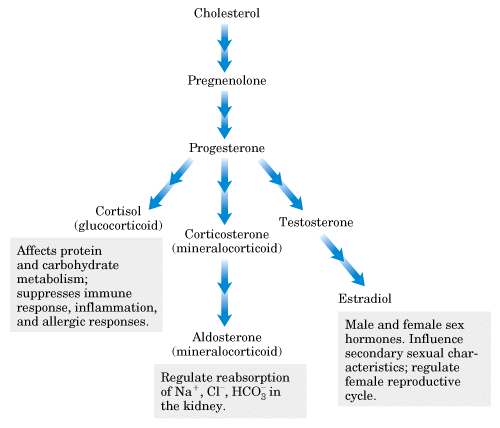 Cholesterol
Pregnenolone
Progesterone
Cortisol
(glucocorticoid)
Affects protein
and carbohydrate
metabolism;
suppresses immune
response, inflammation,
and allergic responses.
Corticosterone
(mineralocorticoid)
Aldosterone
(mineralocorticoid)
Regulate reabsorption
of Na⁺, Cl⁻, HCO₃⁻ in
the kidney.
Testosterone
Estradiol
Male and female sex
hormones. Influence
secondary sexual char-
acteristics; regulate
female reproductive
cycle.